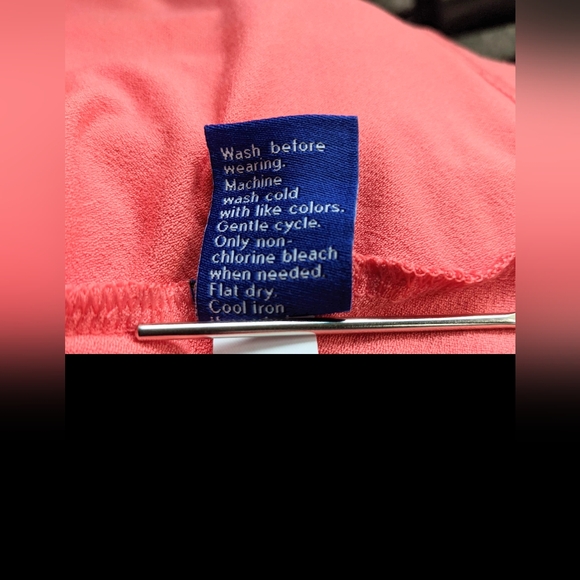 Wash before
wearing.
Machine
wash cold
with like colors.
Gentle cycle.
Only non-
chlorine bleach
when needed.
Flat dry.
Cool iron